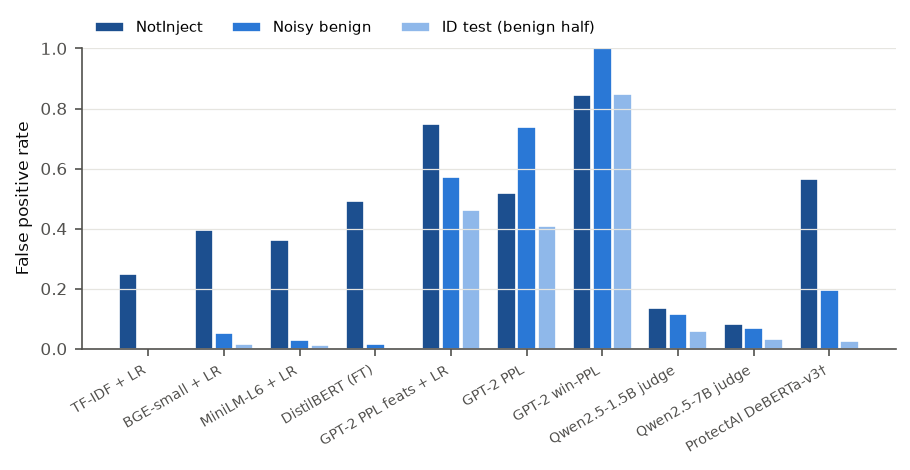 NotInject
Noisy benign
ID test (benign half)
False positive rate
1.0
0.8
0.6
0.4
0.2
0.0
TF-IDF + LR
BGE-small + LR
MiniLM-L6 + LR
DistilBERT (FT)
GPT-2 PPL feats + LR
GPT-2 PPL
GPT-2 win-PPL
Qwen2.5-1.5B judge
Qwen2.5-7B judge
ProtectAI DeBERTa-v3†